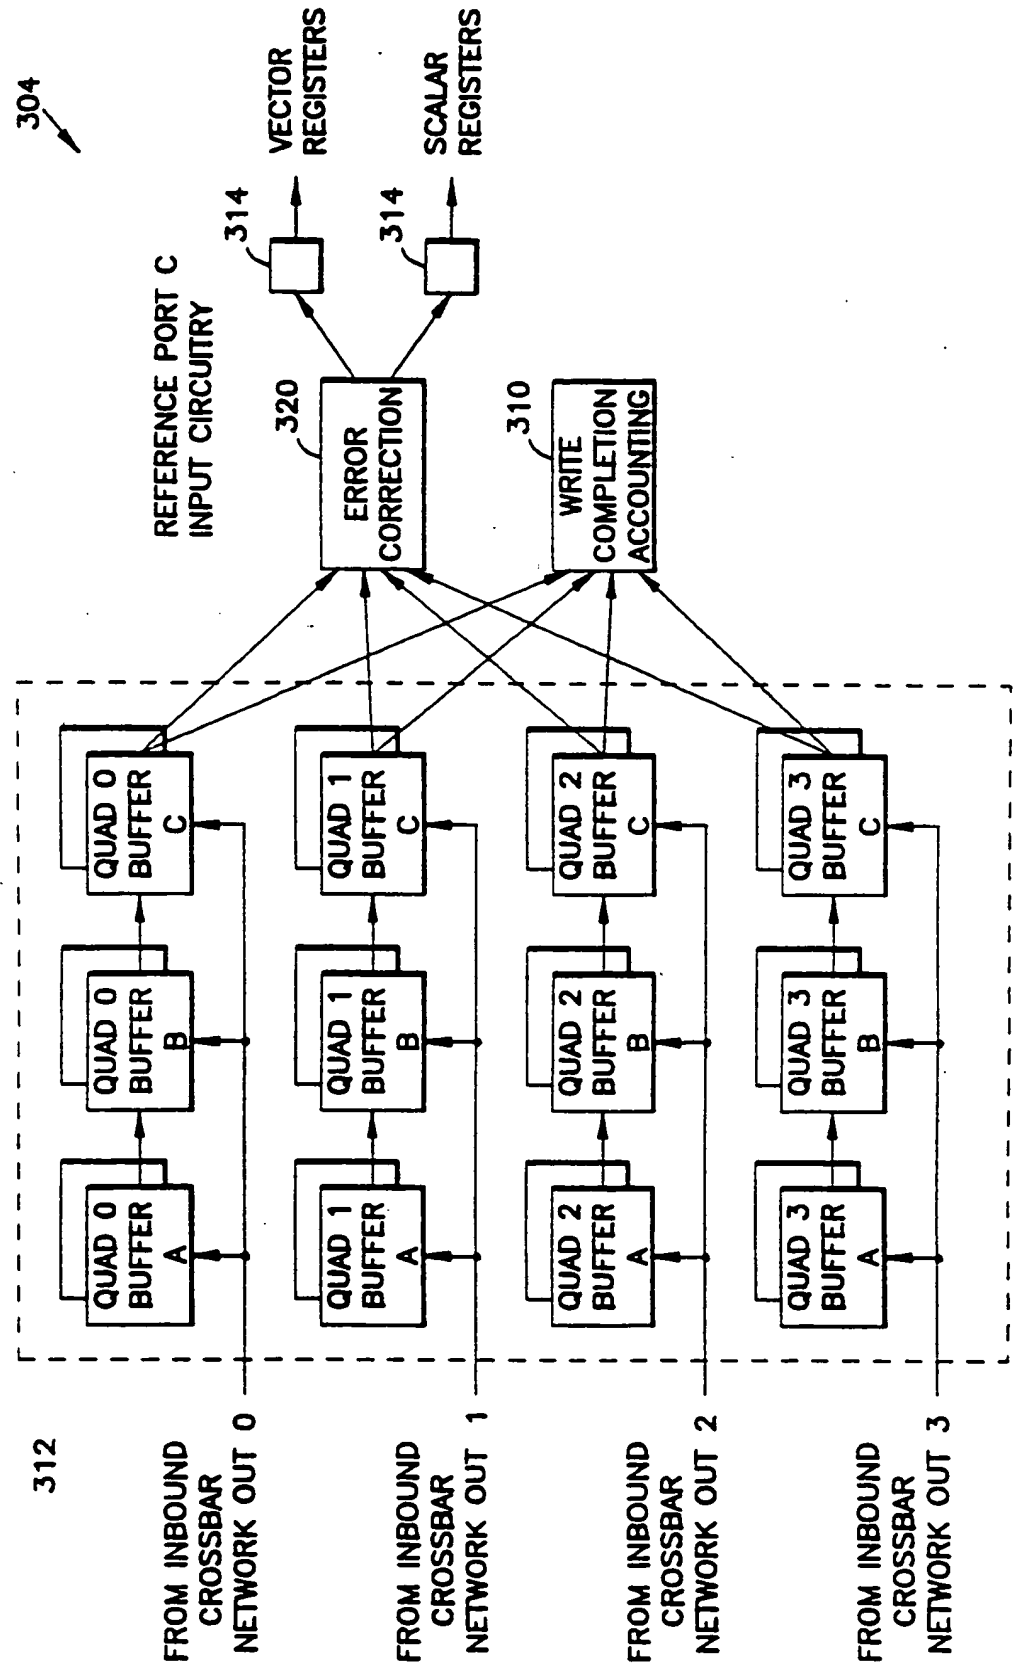 304
REFERENCE PORT C
INPUT CIRCUITRY
312
FROM INBOUND
CROSSBAR
NETWORK OUT 0
QUAD 0
BUFFER
A
QUAD 0
BUFFER
B
QUAD 0
BUFFER
C
FROM INBOUND
CROSSBAR
NETWORK OUT 1
QUAD 1
BUFFER
A
QUAD 1
BUFFER
B
QUAD 1
BUFFER
C
FROM INBOUND
CROSSBAR
NETWORK OUT 2
QUAD 2
BUFFER
A
QUAD 2
BUFFER
B
QUAD 2
BUFFER
C
FROM INBOUND
CROSSBAR
NETWORK OUT 3
QUAD 3
BUFFER
A
QUAD 3
BUFFER
B
QUAD 3
BUFFER
C
320
ERROR
CORRECTION
310
WRITE
COMPLETION
ACCOUNTING
314
VECTOR
REGISTERS
314
SCALAR
REGISTERS